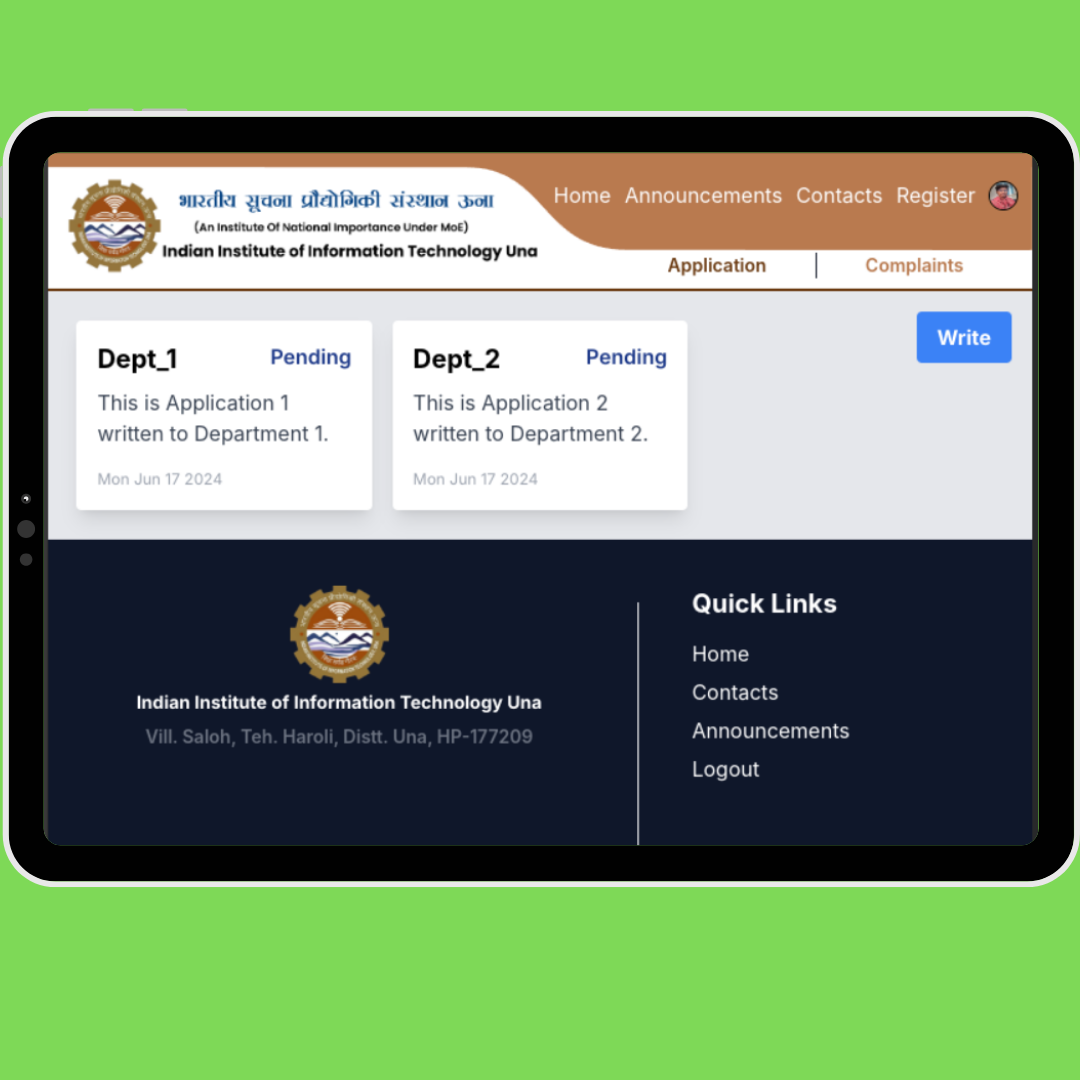 भारतीय सूचना प्रौद्योगिकी संस्थान ऊना
(An Institute Of National Importance Under MoE)
Indian Institute of Information Technology Una
Home Announcements Contacts Register
Application | Complaints
Write
Dept_1 Pending
This is Application 1
written to Department 1.
Mon Jun 17 2024
Dept_2 Pending
This is Application 2
written to Department 2.
Mon Jun 17 2024
Indian Institute of Information Technology Una
Vill. Saloh, Teh. Haroli, Distt. Una, HP-177209
Quick Links
Home
Contacts
Announcements
Logout